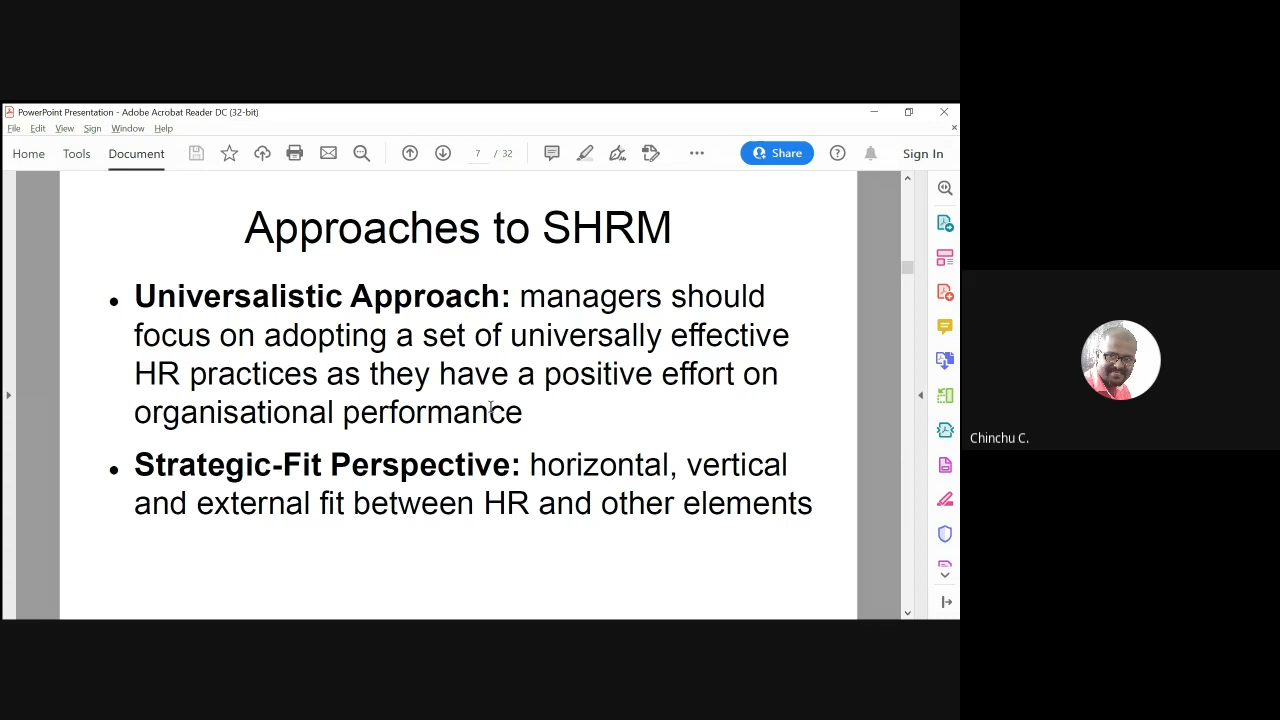 PowerPoint Presentation - Adobe Acrobat Reader DC (32-bit)
File Edit View Sign Window Help
Home Tools Document 7 / 32 Share Sign In
Approaches to SHRM
• Universalistic Approach: managers should
focus on adopting a set of universally effective
HR practices as they have a positive effort on
organisational performance
• Strategic-Fit Perspective: horizontal, vertical
and external fit between HR and other elements
Chinchu C.